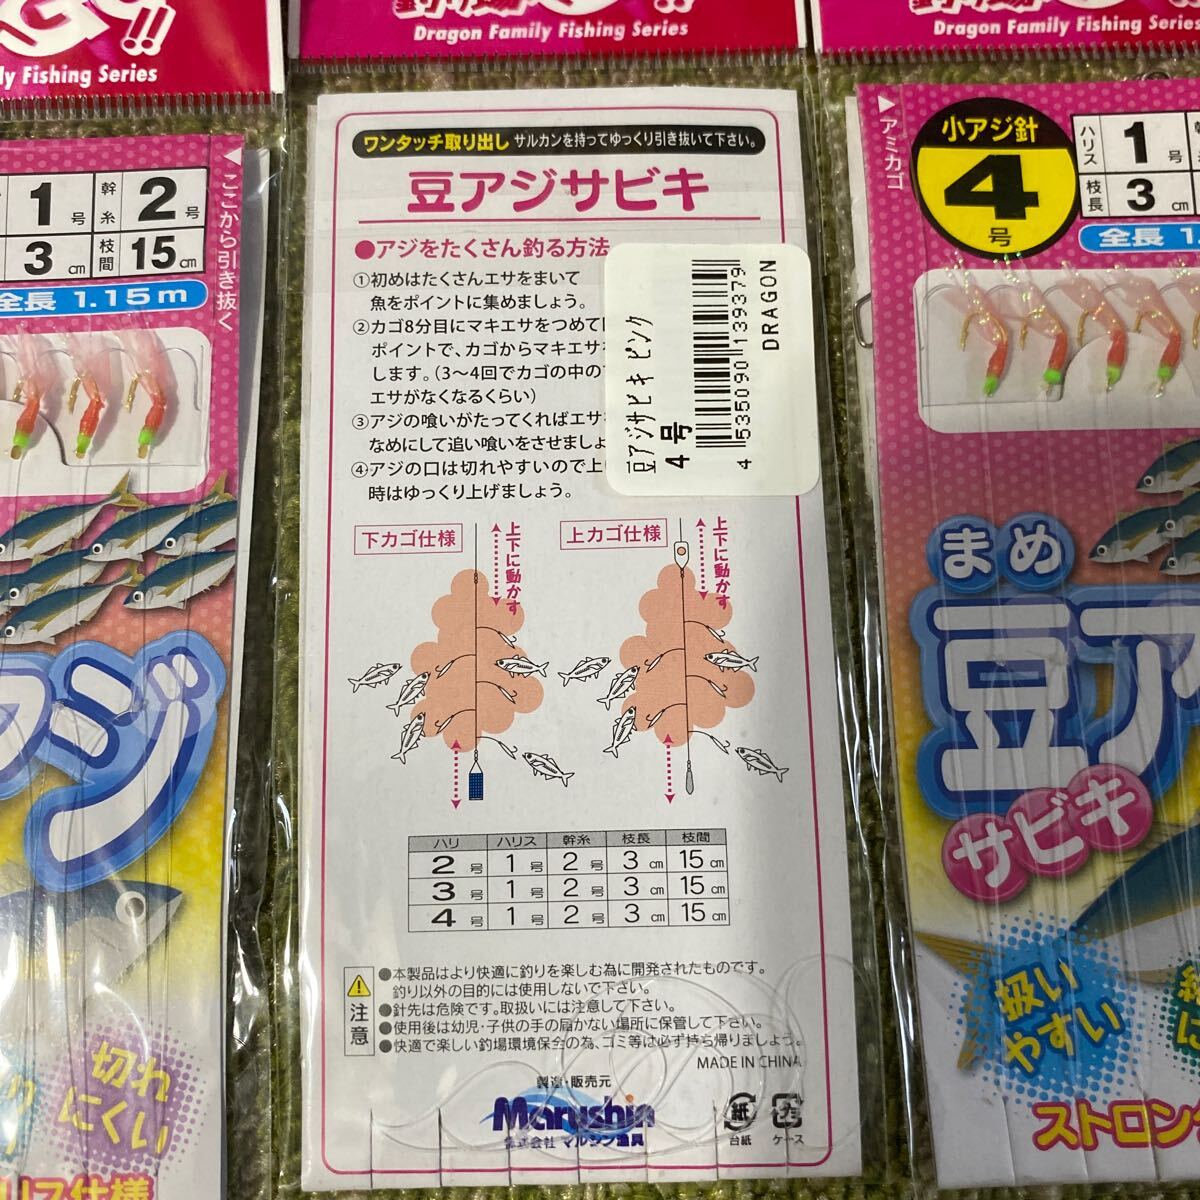 ly Fishing Series
Dragon Family Fishing Series
Dragon Family Fishing Series
1号
幹糸
2号
3cm
枝間
15cm
全長 1.15m
◀ここから引き抜く
アジ
切れにくい
リス仕様
ワンタッチ取り出し サルカンを持ってゆっくり引き抜いて下さい。
豆アジサビキ
●アジをたくさん釣る方法
①初めはたくさんエサをまいて
魚をポイントに集めましょう。
②カゴ8分目にマキエサをつめて
ポイントで、カゴからマキエサ
します。(3〜4回でカゴの中の
エサがなくなるくらい)
③アジの喰いがたってくればエサ
なめにして追い喰いをさせましょ
④アジの口は切れやすいので上
時はゆっくり上げましょう。
豆アジサビキ ピンク
4号
4 535090 139379
DRAGON
下カゴ仕様
上下に動かす
上カゴ仕様
上下に動かす
ハリ ハリス 幹糸 枝長 枝間
2号 1号 2号 3cm 15cm
3号 1号 2号 3cm 15cm
4号 1号 2号 3cm 15cm
注意
●本製品はより快適に釣りを楽しむ為に開発されたものです。
釣り以外の目的には使用しないで下さい。
●針先は危険です。取扱いには注意して下さい。
●使用後は幼児・子供の手の届かない場所に保管して下さい。
●快適で楽しい釣場環境保全の為、ゴミ等は必ず持ち帰りましょう。
MADE IN CHINA
製造・販売元
Marushin
株式会社 マルシン漁具
紙
台紙
プラ
ケース
◀アミカゴ
小アジ針
4
号
ハリス
1号
枝長
3cm
全長 1.
まめ
豆ア
サビキ
扱いやすい
ストロン